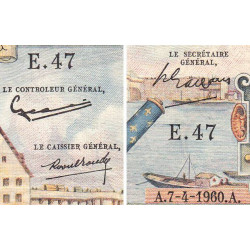 E.47
LE CONTROLEUR GÉNÉRAL,
LE CAISSIER GÉNÉRAL,
LE SECRÉTAIRE
GÉNÉRAL,
E.47
A.7-4-1960.A.